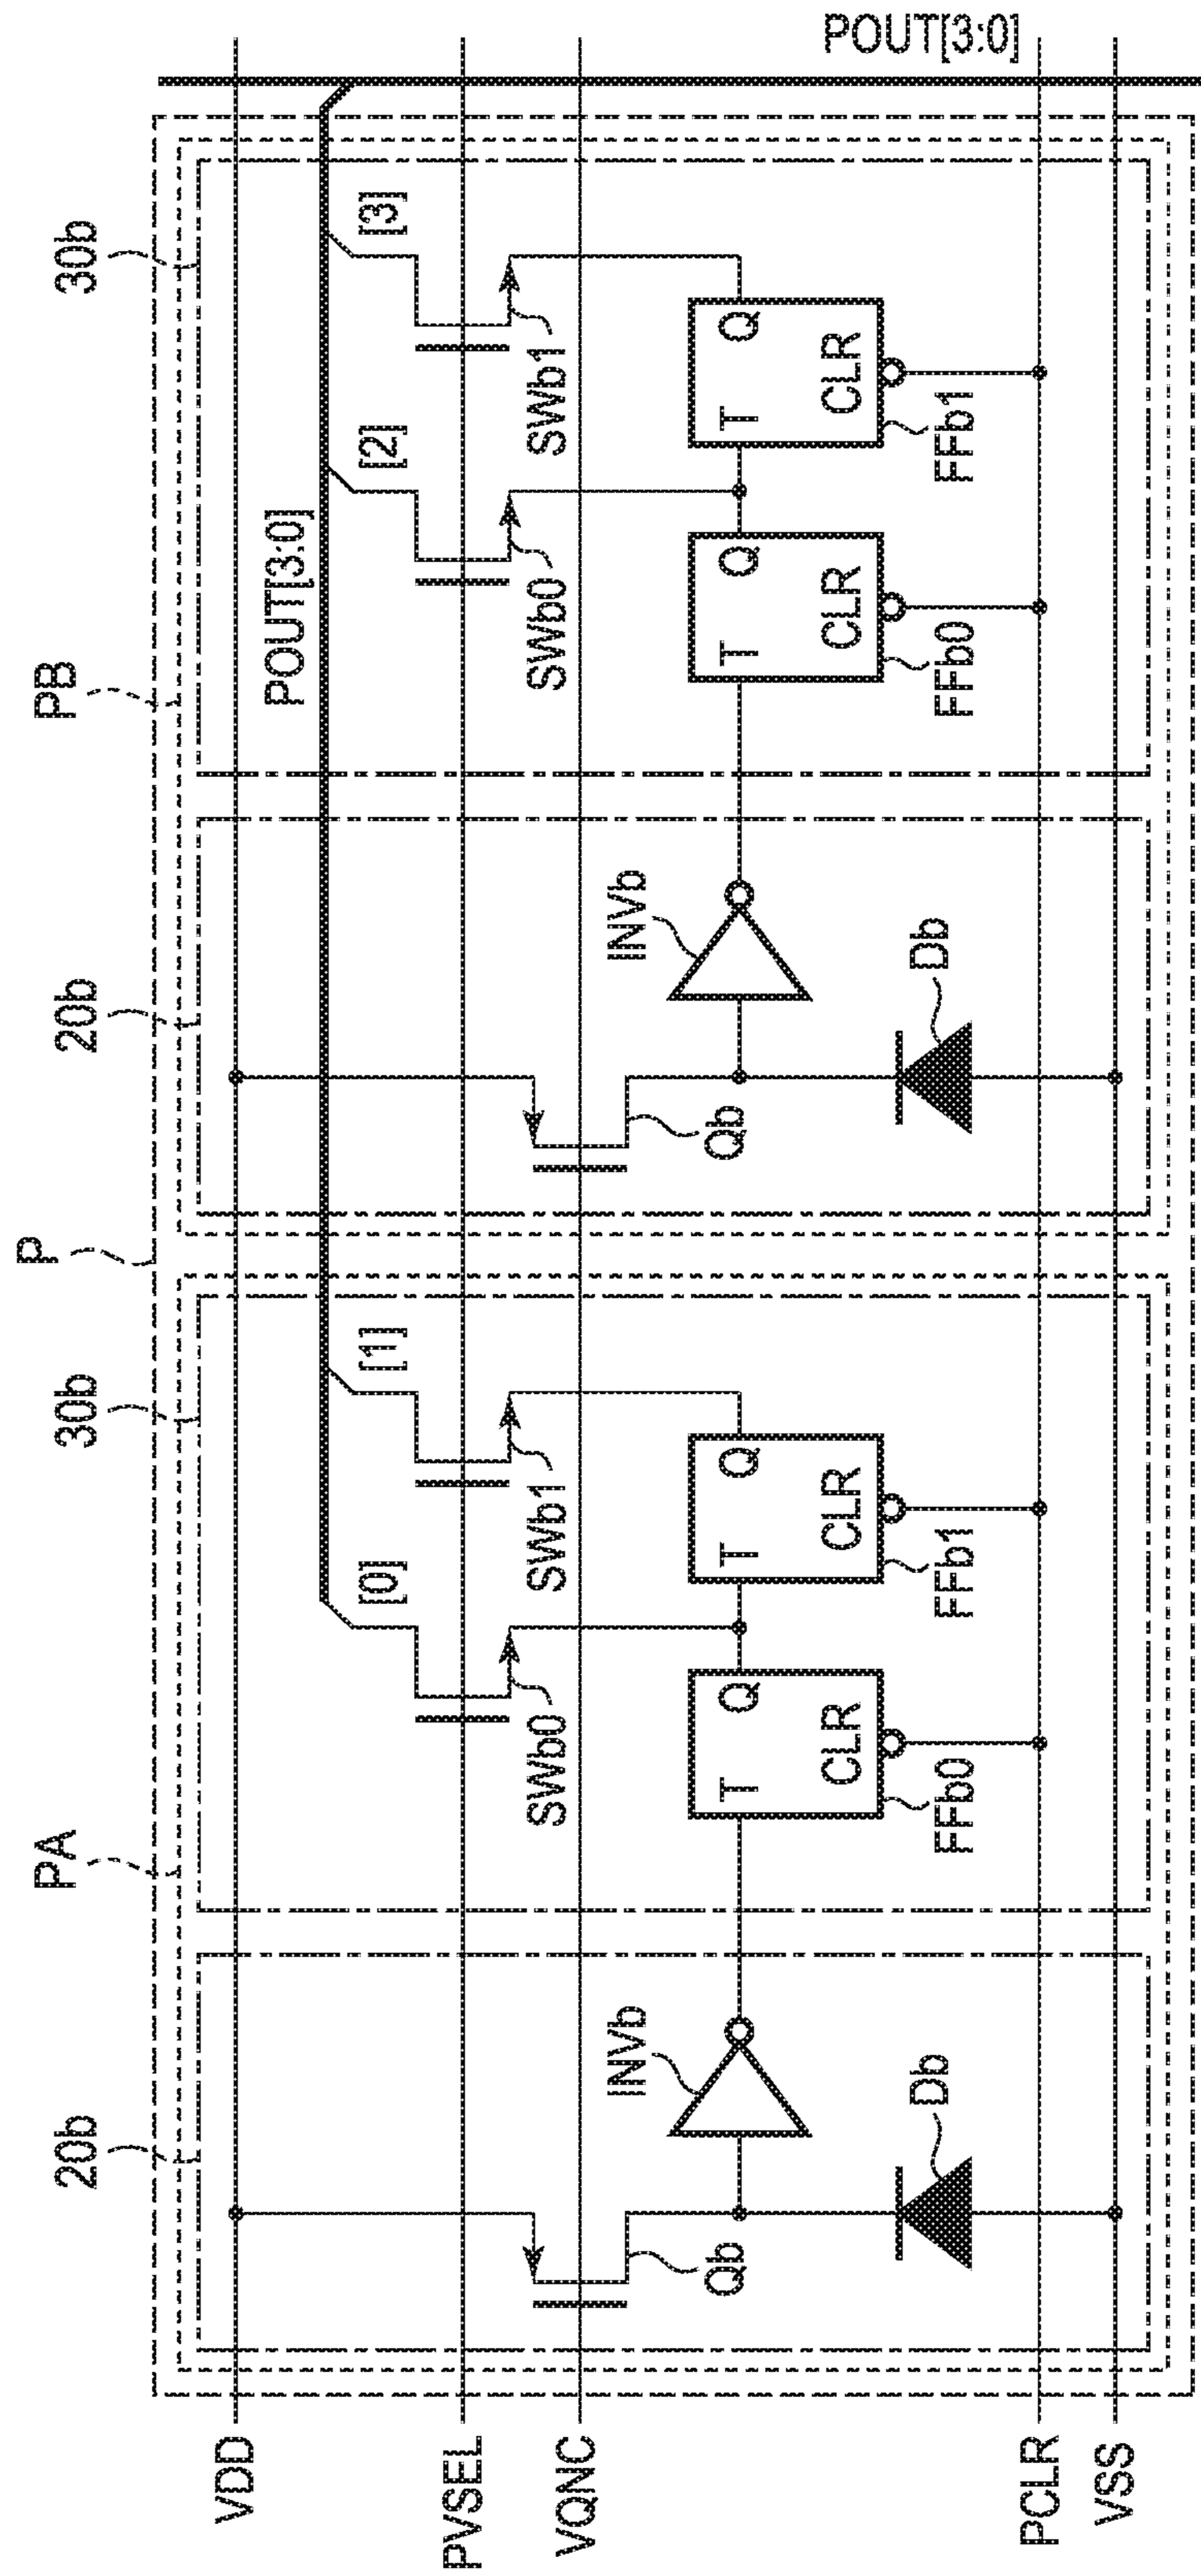 P
PA
PB
20b
30b
20b
30b
VDD
POUT[3:0]
POUT[3:0]
[0]
[1]
[2]
[3]
PVSEL
SWb0
SWb1
SWb0
SWb1
VQNC
Qb
INVb
T
Q
CLR
FFb0
T
Q
CLR
FFb1
Qb
INVb
T
Q
CLR
FFb0
T
Q
CLR
FFb1
Db
Db
PCLR
VSS